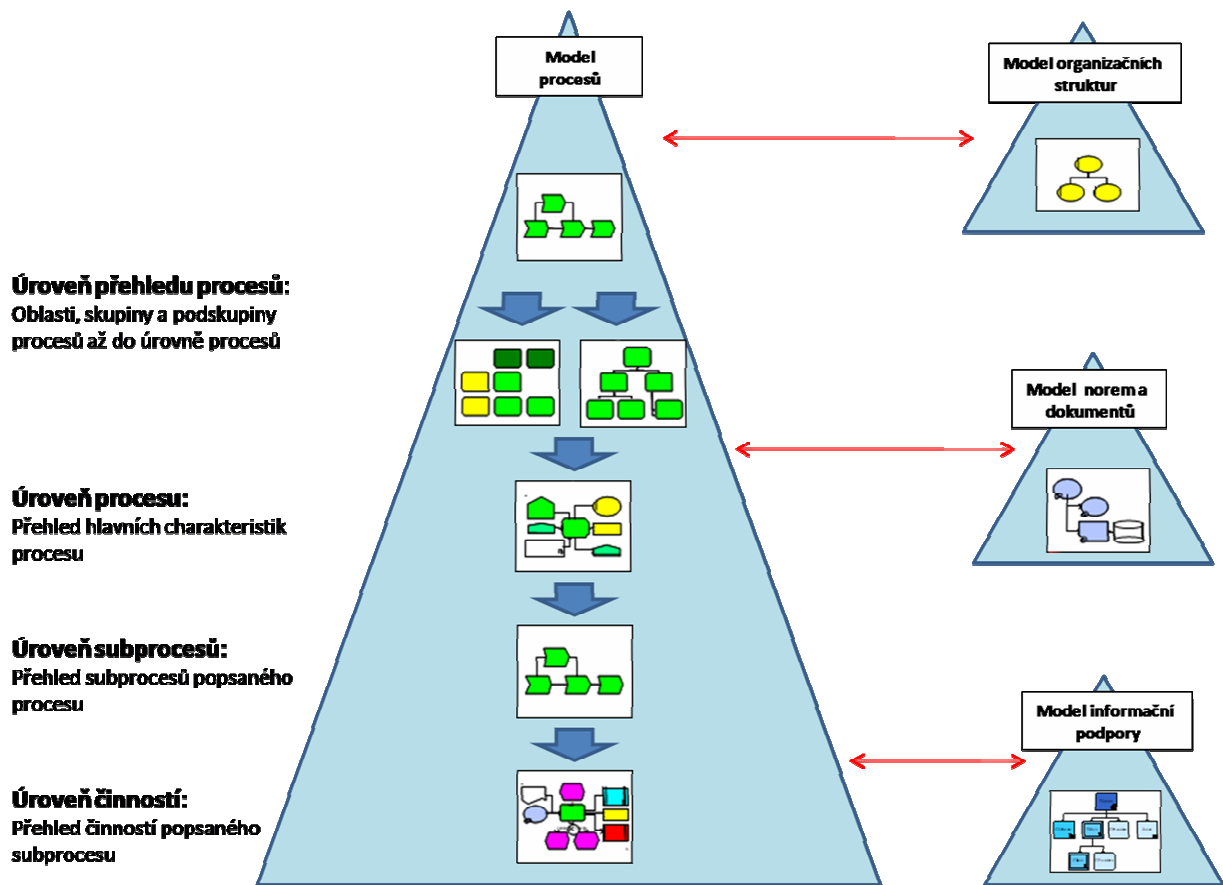 Model
procesů
Model organizačních
struktur
Úroveň přehledu procesů:
Oblasti, skupiny a podskupiny
procesů až do úrovně procesů
Model norem a
dokumentů
Úroveň procesu:
Přehled hlavních charakteristik
procesu
Úroveň subprocesů:
Přehled subprocesů popsaného
procesu
Model informační
podpory
Úroveň činností:
Přehled činností popsaného
subprocesu